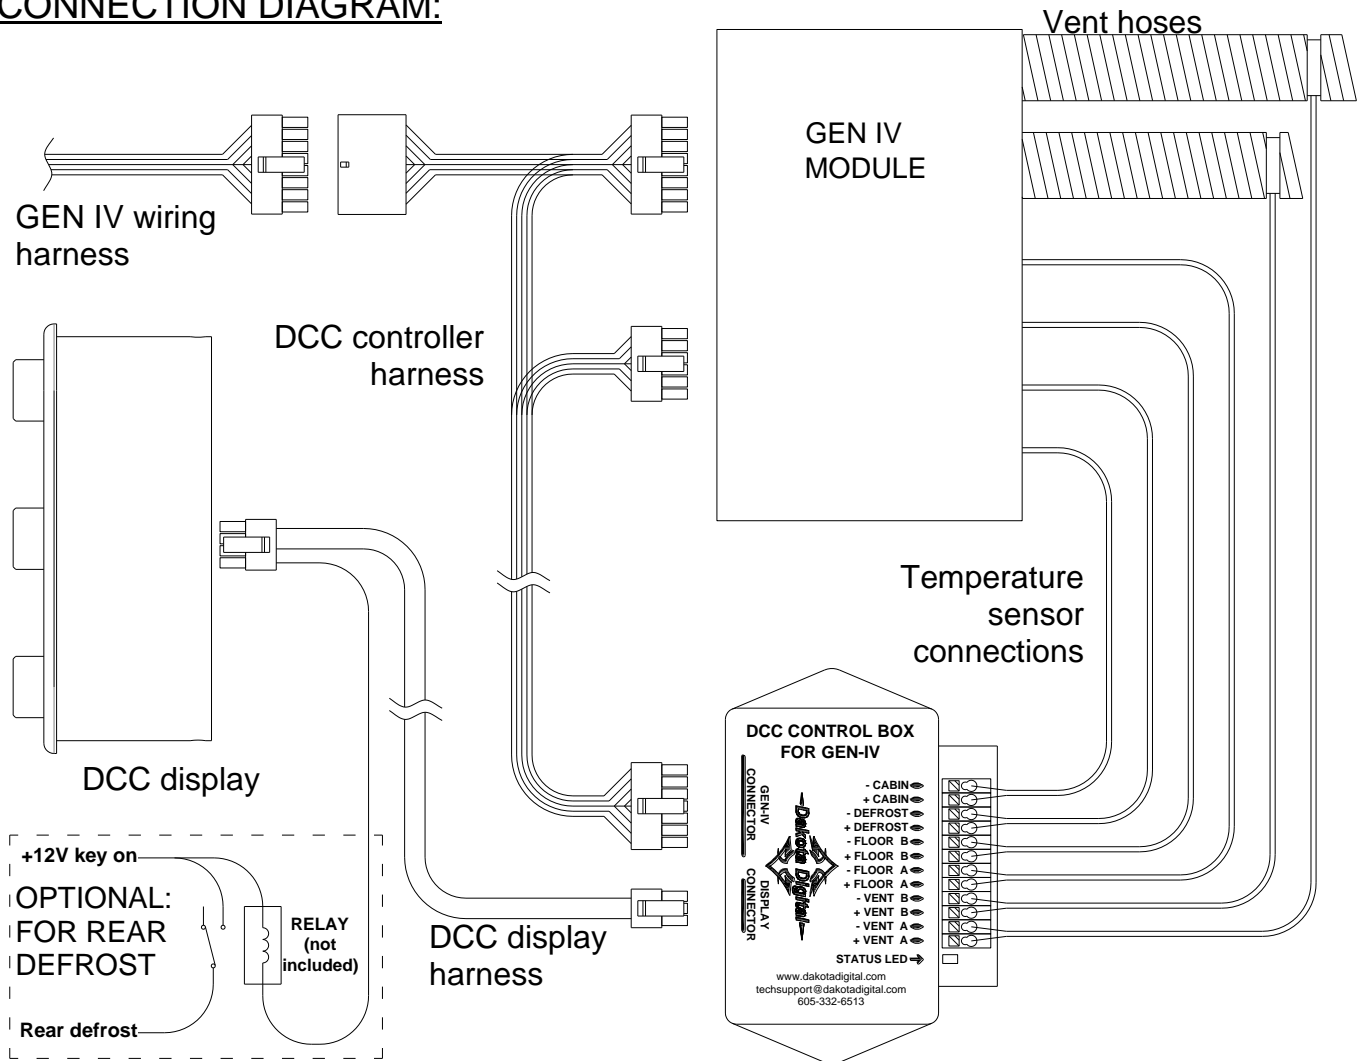 CONNECTION DIAGRAM:
Vent hoses
GEN IV
MODULE
GEN IV wiring
harness
DCC controller
harness
Temperature
sensor
connections
DCC display
DCC CONTROL BOX
FOR GEN-IV
GEN-IV
CONNECTOR
DISPLAY
CONNECTOR
Dakota Digital
- CABIN
+ CABIN
- DEFROST
+ DEFROST
- FLOOR B
+ FLOOR B
- FLOOR A
+ FLOOR A
- VENT B
+ VENT B
- VENT A
+ VENT A
STATUS LED
www.dakotadigital.com
techsupport@dakotadigital.com
605-332-6513
DCC display
harness
+12V key on
OPTIONAL:
FOR REAR
DEFROST
RELAY
(not
included)
Rear defrost